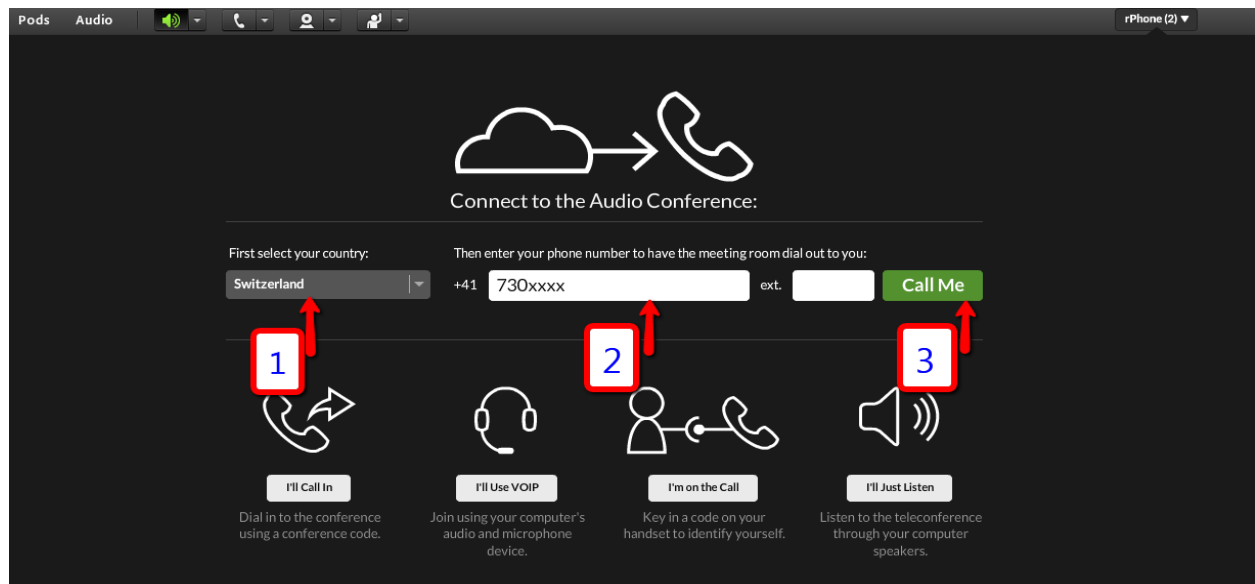 Pods Audio rPhone (2) ▼
Connect to the Audio Conference:
First select your country: Then enter your phone number to have the meeting room dial out to you:
Switzerland +41 730xxxx ext. Call Me
1 2 3
I'll Call In I'll Use VOIP I'm on the Call I'll Just Listen
Dial in to the conference
using a conference code.
Join using your computer's
audio and microphone
device.
Key in a code on your
handset to identify yourself.
Listen to the teleconference
through your computer
speakers.